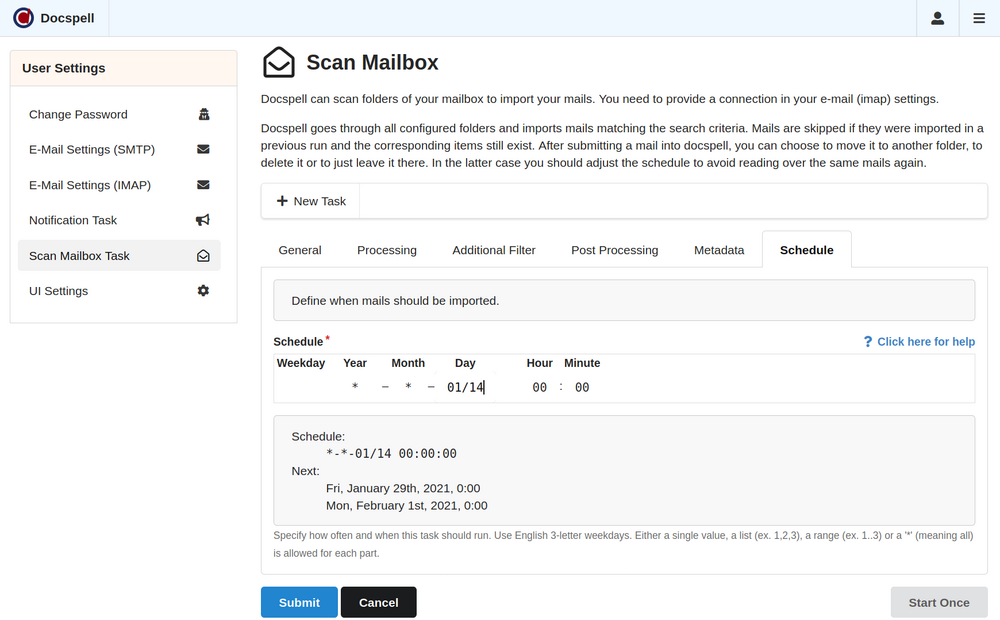 Docspell
User Settings
Change Password
E-Mail Settings (SMTP)
E-Mail Settings (IMAP)
Notification Task
Scan Mailbox Task
UI Settings
Scan Mailbox
Docspell can scan folders of your mailbox to import your mails. You need to provide a connection in your e-mail (imap) settings.
Docspell goes through all configured folders and imports mails matching the search criteria. Mails are skipped if they were imported in a
previous run and the corresponding items still exist. After submitting a mail into docspell, you can choose to move it to another folder, to
delete it or to just leave it there. In the latter case you should adjust the schedule to avoid reading over the same mails again.
+ New Task
General Processing Additional Filter Post Processing Metadata Schedule
Define when mails should be imported.
Schedule * ? Click here for help
Weekday Year Month Day Hour Minute
* – * – 01/14 00 : 00
Schedule:
*-*-01/14 00:00:00
Next:
Fri, January 29th, 2021, 0:00
Mon, February 1st, 2021, 0:00
Specify how often and when this task should run. Use English 3-letter weekdays. Either a single value, a list (ex. 1,2,3), a range (ex. 1..3) or a '*' (meaning all)
is allowed for each part.
Submit Cancel Start Once